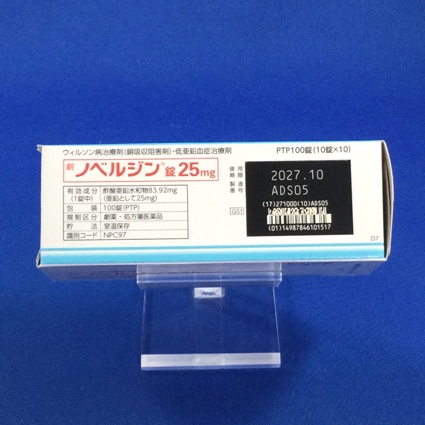 ウィルソン病治療剤(銅吸収阻害剤)・低亜鉛血症治療剤
PTP100錠(10錠×10)
劇 ノベルジン®錠25mg
有効成分 酢酸亜鉛水和物83.92mg
(1錠中) (亜鉛として25mg)
包装 100錠(PTP)
規制区分 劇薬・処方箋医薬品
貯法 室温保存
識別コード NPC97
使用期限 2027.10
製造番号 ADS05
(17)271000(10)ADS05
GS1
(01)14987846101517
D7